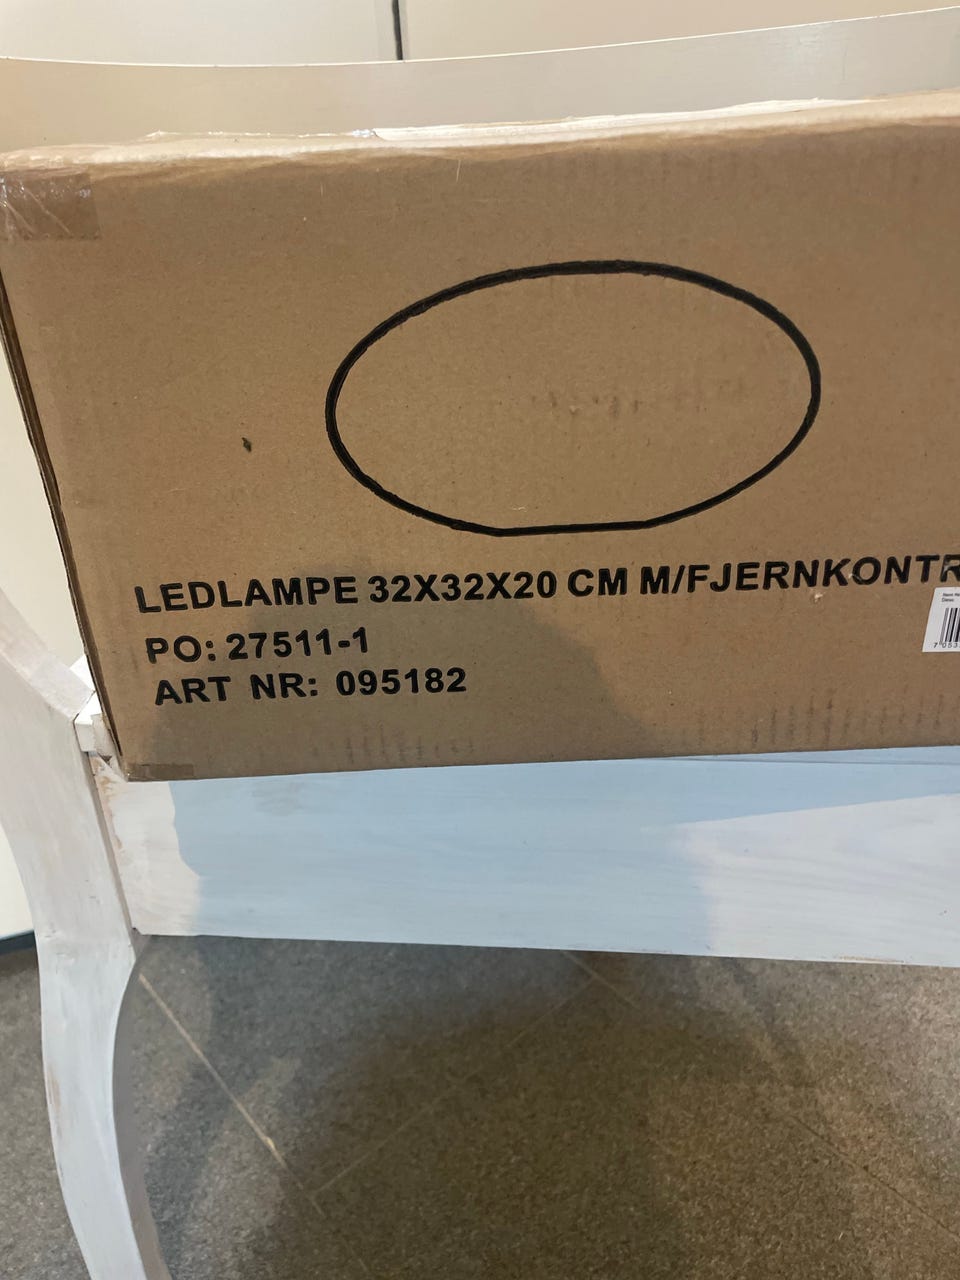 LEDLAMPE 32X32X20 CM M/FJERNKONTR
PO: 27511-1
ART NR: 095182